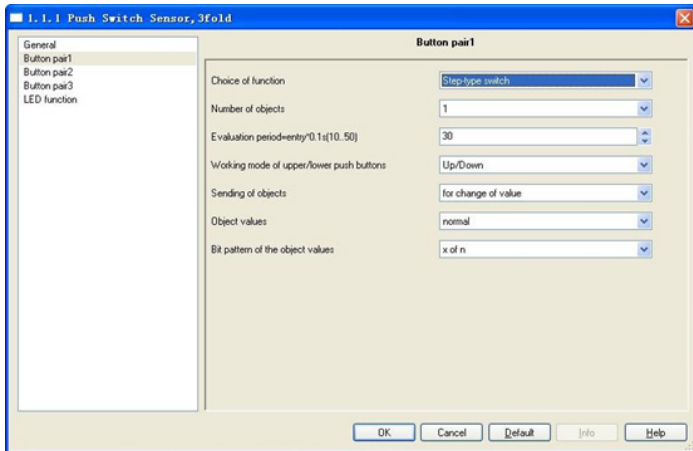 1.1.1 Push Switch Sensor,3fold
General
Button pair1
Button pair2
Button pair3
LED function
Button pair1
Choice of function
Step-type switch
Number of objects
1
Evaluation period=entry*0.1s(10..50)
30
Working mode of upper/lower push buttons
Up/Down
Sending of objects
for change of value
Object values
normal
Bit pattern of the object values
x of n
OK
Cancel
Default
Info
Help